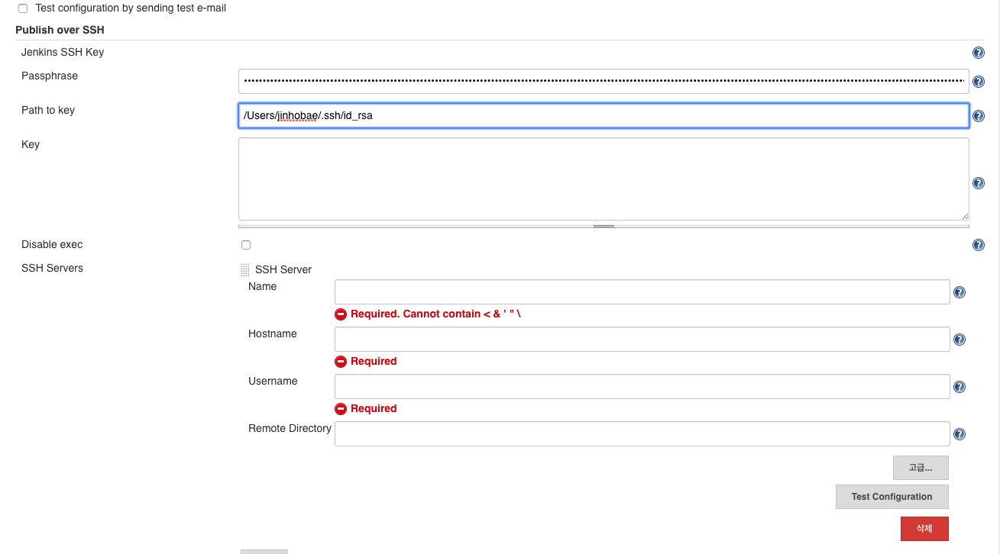 Test configuration by sending test e-mail
Publish over SSH
Jenkins SSH Key
Passphrase
Path to key
/Users/jinhobae/.ssh/id_rsa
Key
Disable exec
SSH Servers
SSH Server
Name
Required. Cannot contain < & ' " \
Hostname
Required
Username
Required
Remote Directory
고급...
Test Configuration
삭제